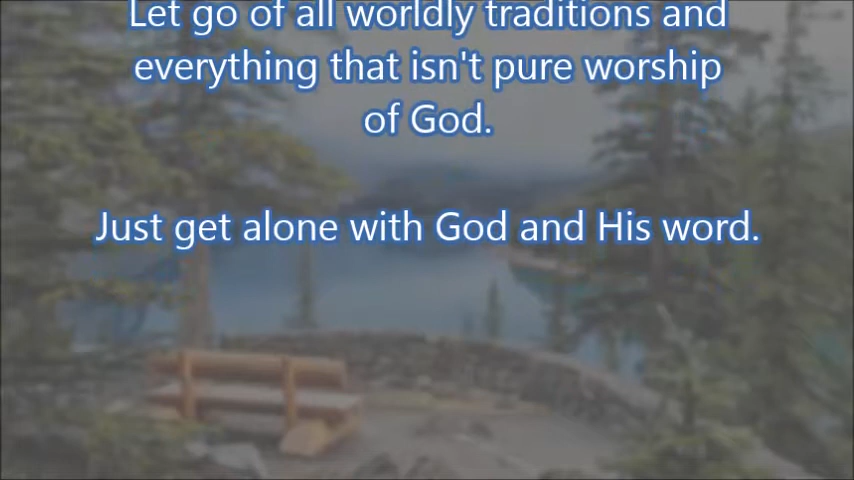 Let go of all worldly traditions and
everything that isn't pure worship
of God.
Just get alone with God and His word.